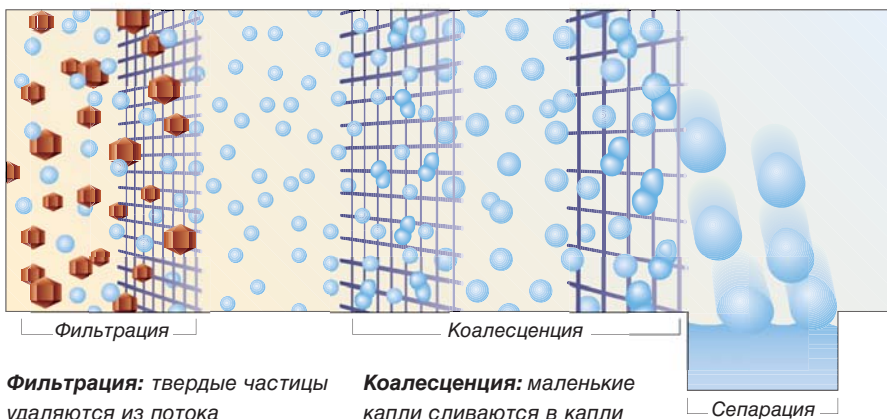 Фильтрация
Коалесценция
Сепарация
Фильтрация: твердые частицы
удаляются из потока
Коалесценция: маленькие
капли сливаются в капли